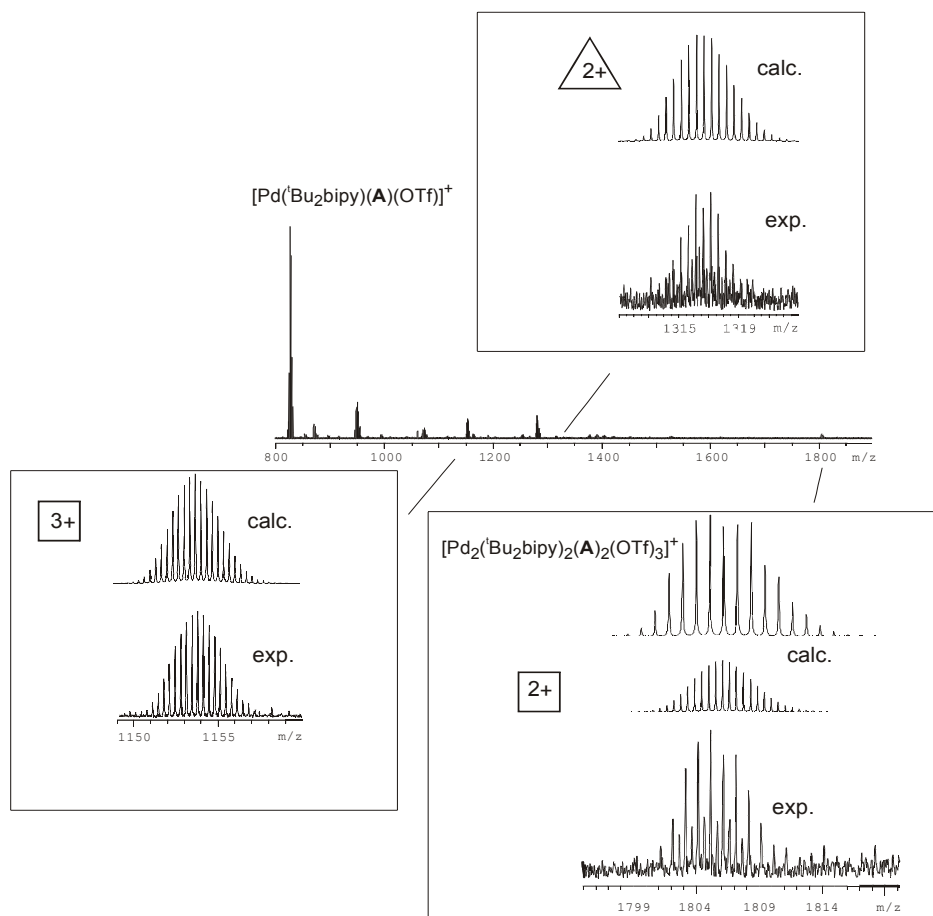 2+
calc.
[Pd(ᵗBu₂bipy)(A)(OTf)]⁺
exp.
1315 1319 m/z
800 1000 1200 1400 1600 1800 m/z
3+
calc.
exp.
1150 1155 m/z
[Pd₂(ᵗBu₂bipy)₂(A)₂(OTf)₃]⁺
calc.
2+
exp.
1799 1804 1809 1814 m/z